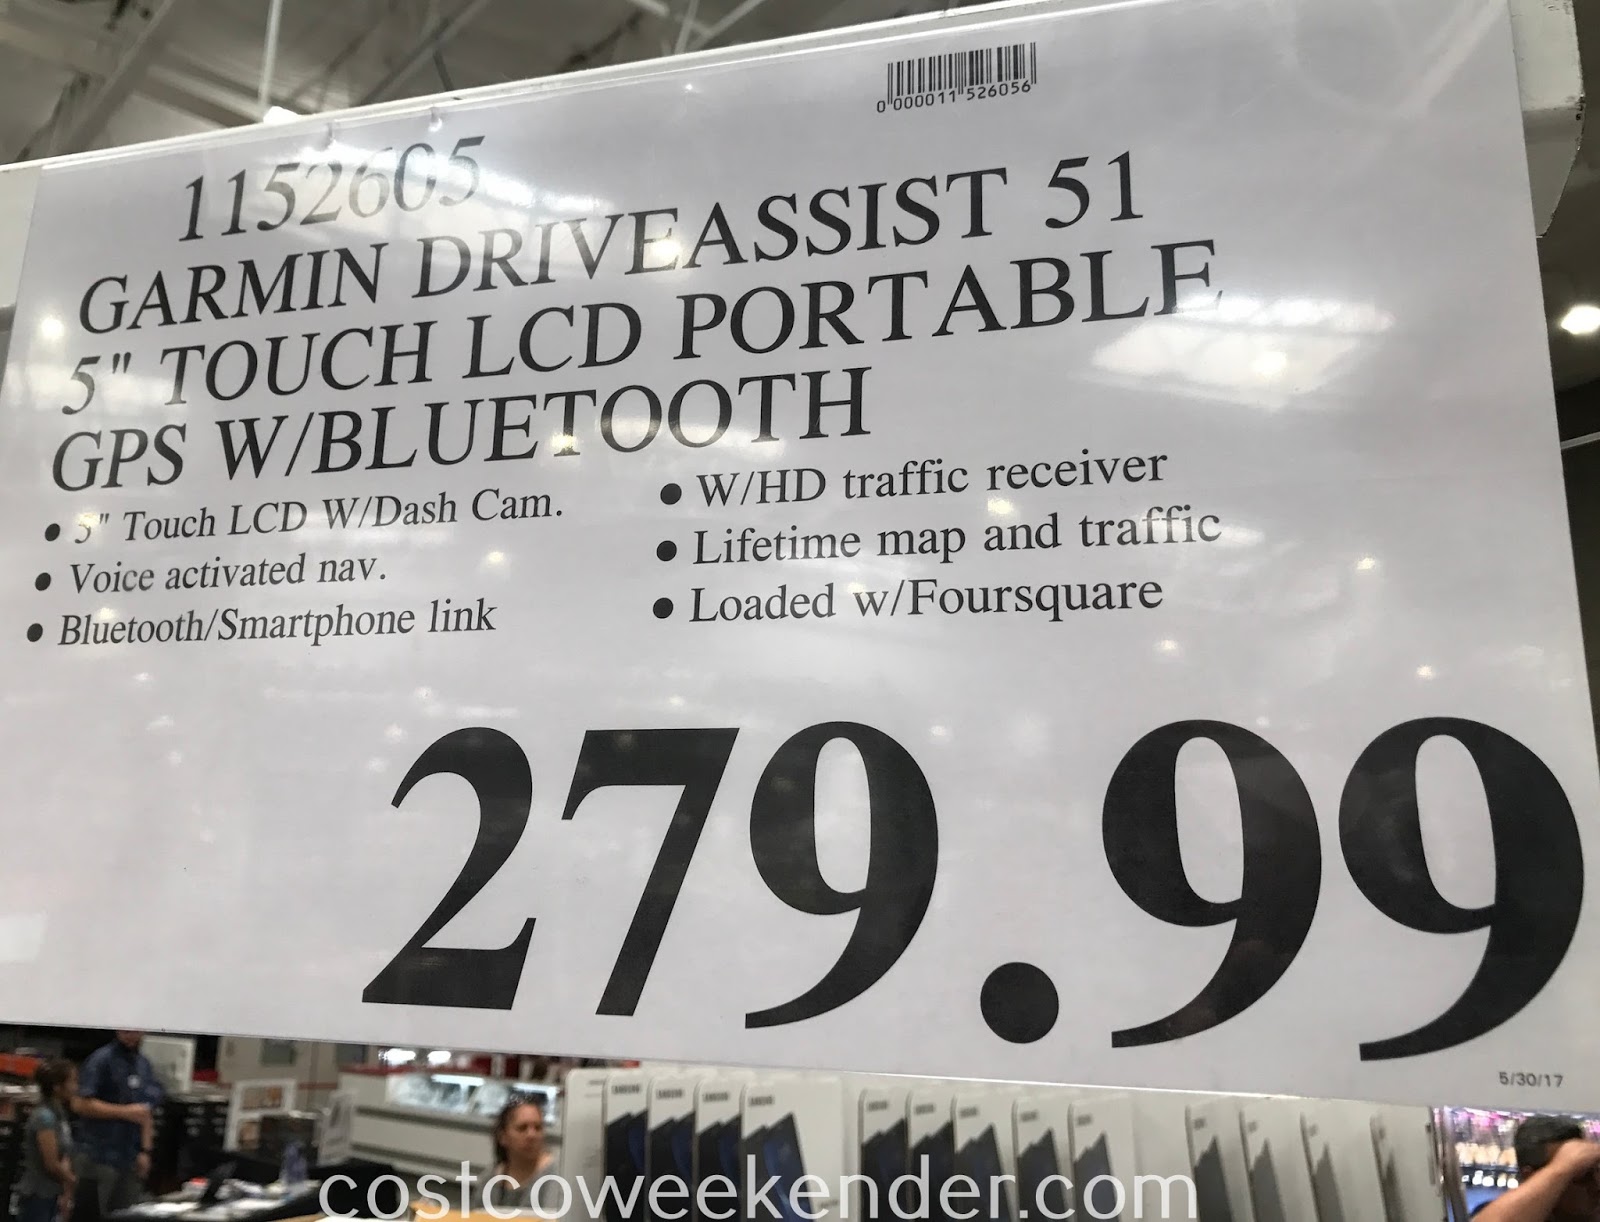 0 000011 526056
1152605
GARMIN DRIVEASSIST 51
5" TOUCH LCD PORTABLE
GPS W/BLUETOOTH
• 5" Touch LCD W/Dash Cam.
• Voice activated nav.
• Bluetooth/Smartphone link
• W/HD traffic receiver
• Lifetime map and traffic
• Loaded w/Foursquare
279.99
5/30/17
costcoweekender.com